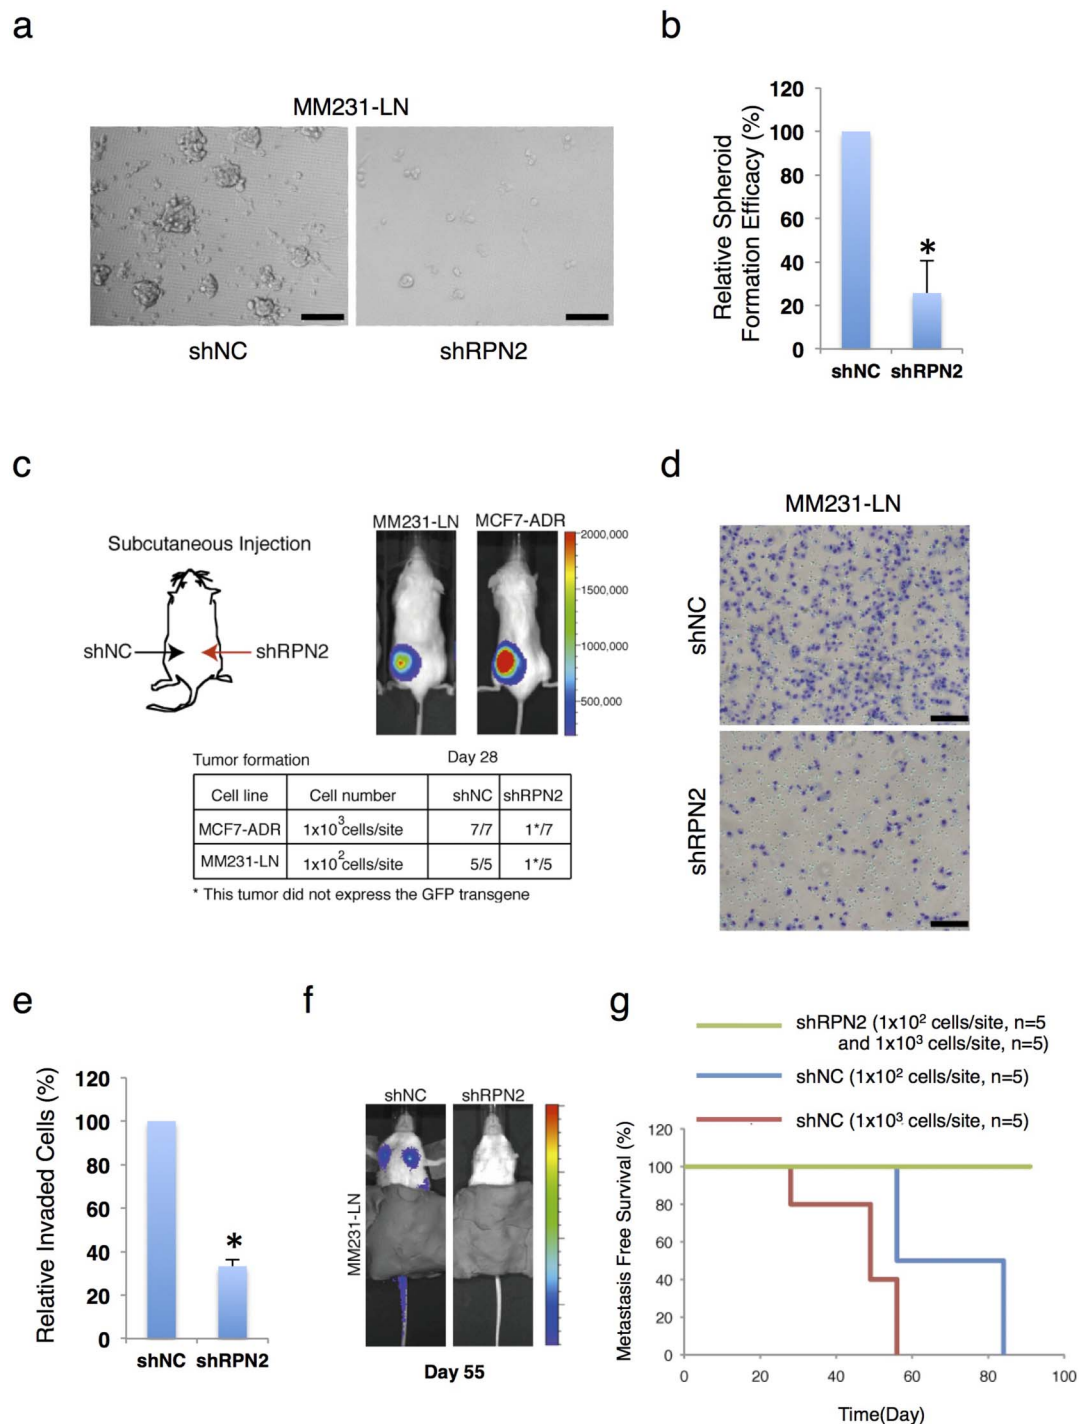 a
MM231-LN
shNC
shRPN2
b
Relative Spheroid
Formation Efficacy (%)
120
100
80
60
40
20
0
*
shNC
shRPN2
c
Subcutaneous Injection
shNC
shRPN2
MM231-LN
MCF7-ADR
2000,000
1500,000
1000,000
500,000
Day 28
Tumor formation
Cell line Cell number shNC shRPN2
MCF7-ADR 1x10³cells/site 7/7 1*/7
MM231-LN 1x10²cells/site 5/5 1*/5
* This tumor did not express the GFP transgene
d
MM231-LN
shNC
shRPN2
e
Relative Invaded Cells (%)
120
100
80
60
40
20
0
*
shNC
shRPN2
f
shNC
shRPN2
MM231-LN
Day 55
g
shRPN2 (1x10² cells/site, n=5
and 1x10³ cells/site, n=5)
shNC (1x10² cells/site, n=5)
shNC (1x10³ cells/site, n=5)
Metastasis Free Survival (%)
120
100
80
60
40
20
0
0 20 40 60 80 100
Time(Day)